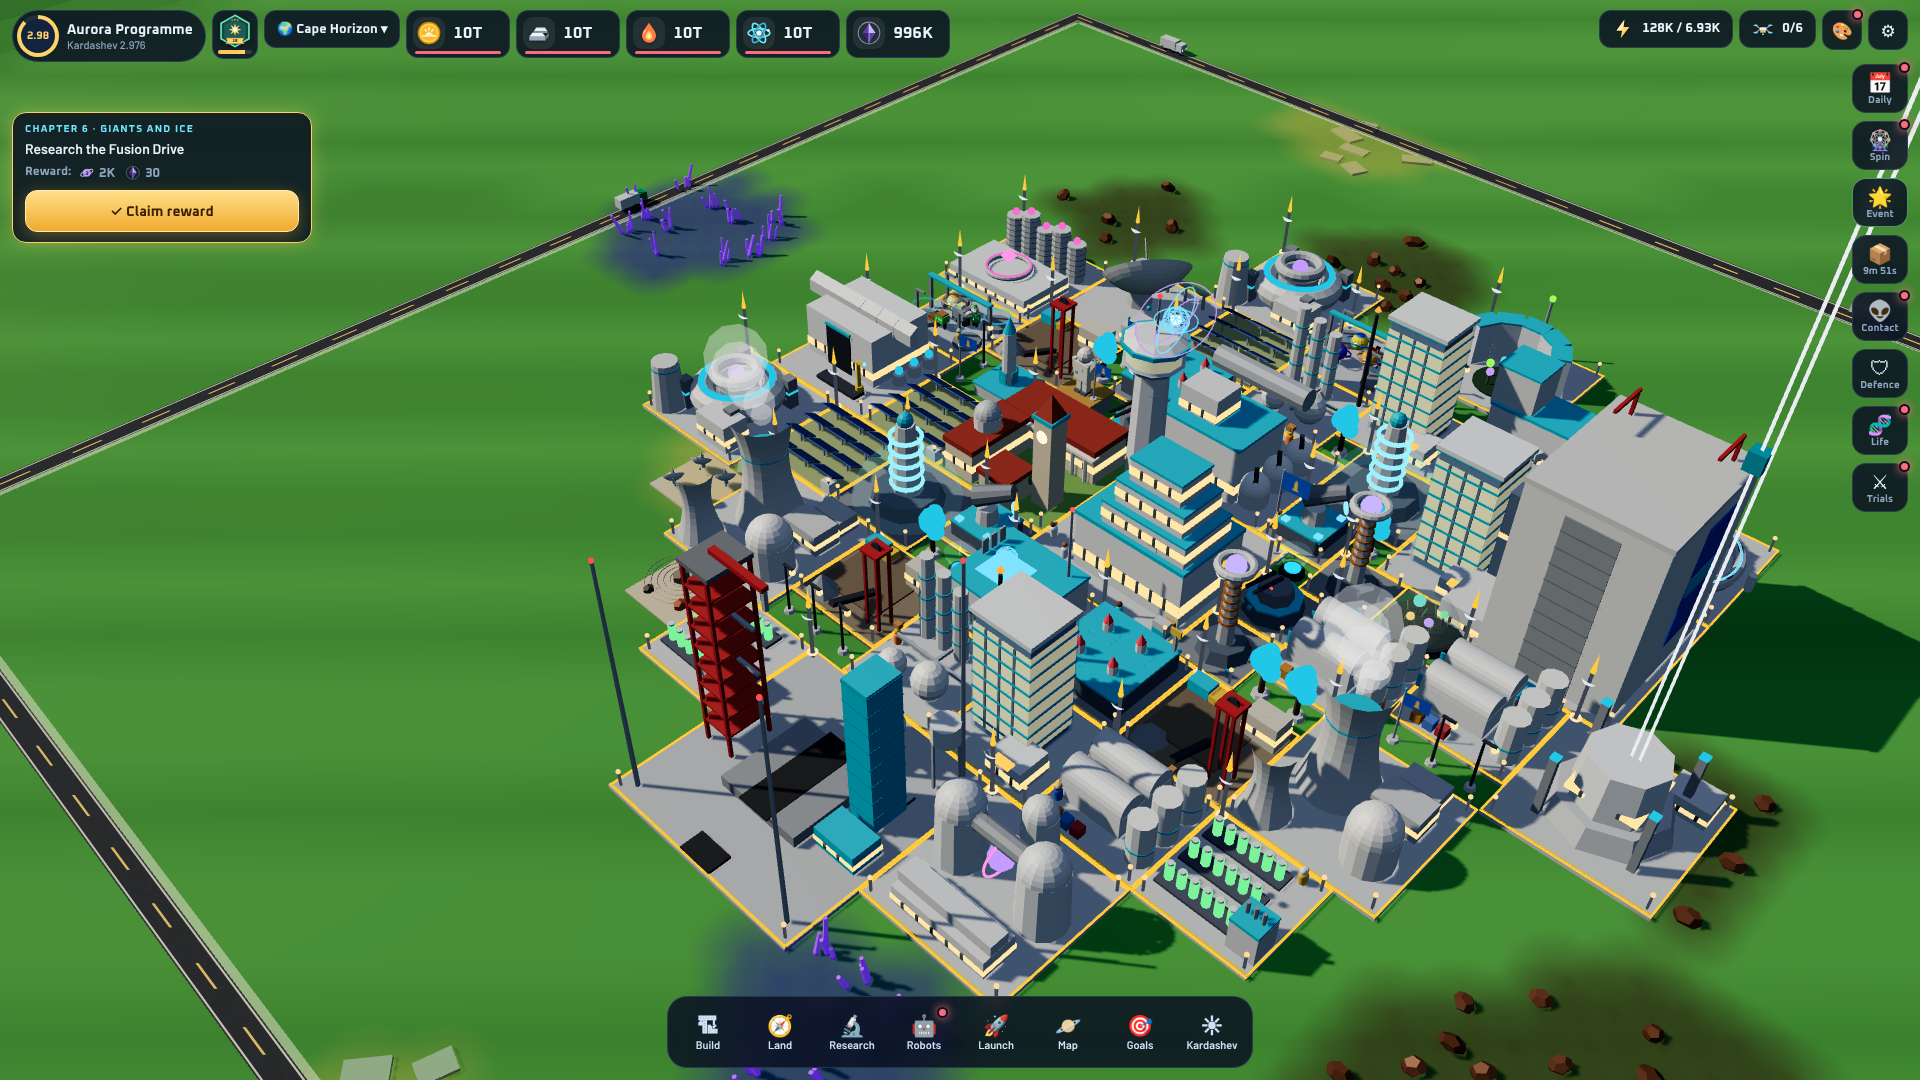 2.98
Aurora Programme
Kardashev 2.976
Cape Horizon ▾
10T
10T
10T
10T
996K
128K / 6.93K
0/6
CHAPTER 6 · GIANTS AND ICE
Research the Fusion Drive
Reward: 2K 30
✓ Claim reward
July
17
Daily
Spin
Event
9m 51s
Contact
Defence
Life
Trials
Build
Land
Research
Robots
Launch
Map
Goals
Kardashev